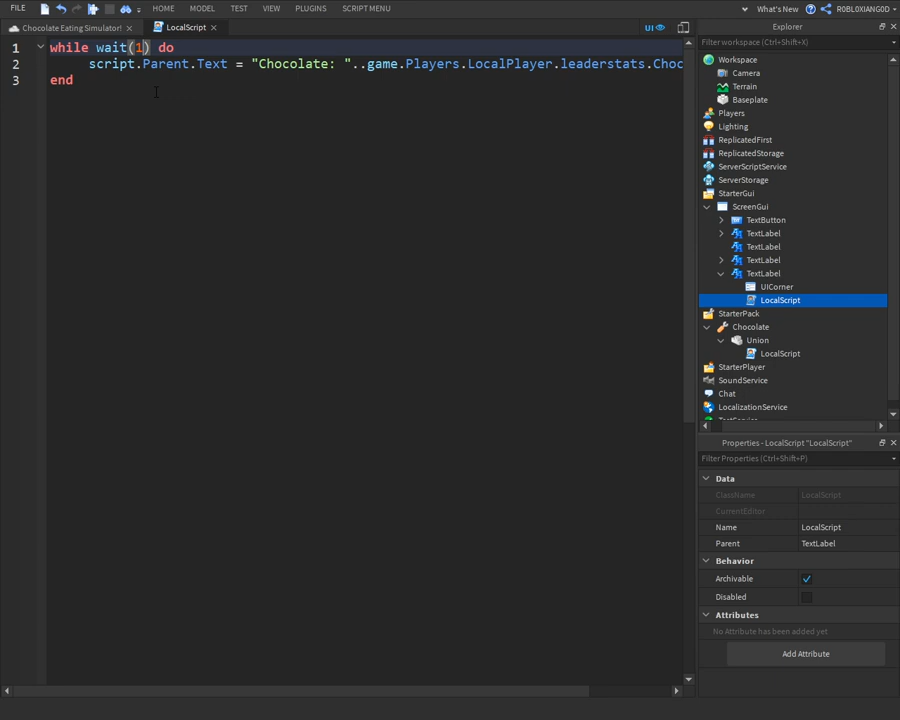 FILE HOME MODEL TEST VIEW PLUGINS SCRIPT MENU What's New R0BL0XIANG0D
Chocolate Eating Simulator! LocalScript UI
1 while wait(1) do
2 script.Parent.Text = "Chocolate: "..game.Players.LocalPlayer.leaderstats.Choc
3 end
Explorer
Filter workspace (Ctrl+Shift+X)
Workspace
Camera
Terrain
Baseplate
Players
Lighting
ReplicatedFirst
ReplicatedStorage
ServerScriptService
ServerStorage
StarterGui
ScreenGui
TextButton
TextLabel
TextLabel
TextLabel
TextLabel
UICorner
LocalScript
StarterPack
Chocolate
Union
LocalScript
StarterPlayer
SoundService
Chat
LocalizationService
Properties - LocalScript "LocalScript"
Filter Properties (Ctrl+Shift+P)
Data
ClassName LocalScript
CurrentEditor
Name LocalScript
Parent TextLabel
Behavior
Archivable
Disabled
Attributes
No Attribute has been added yet
Add Attribute